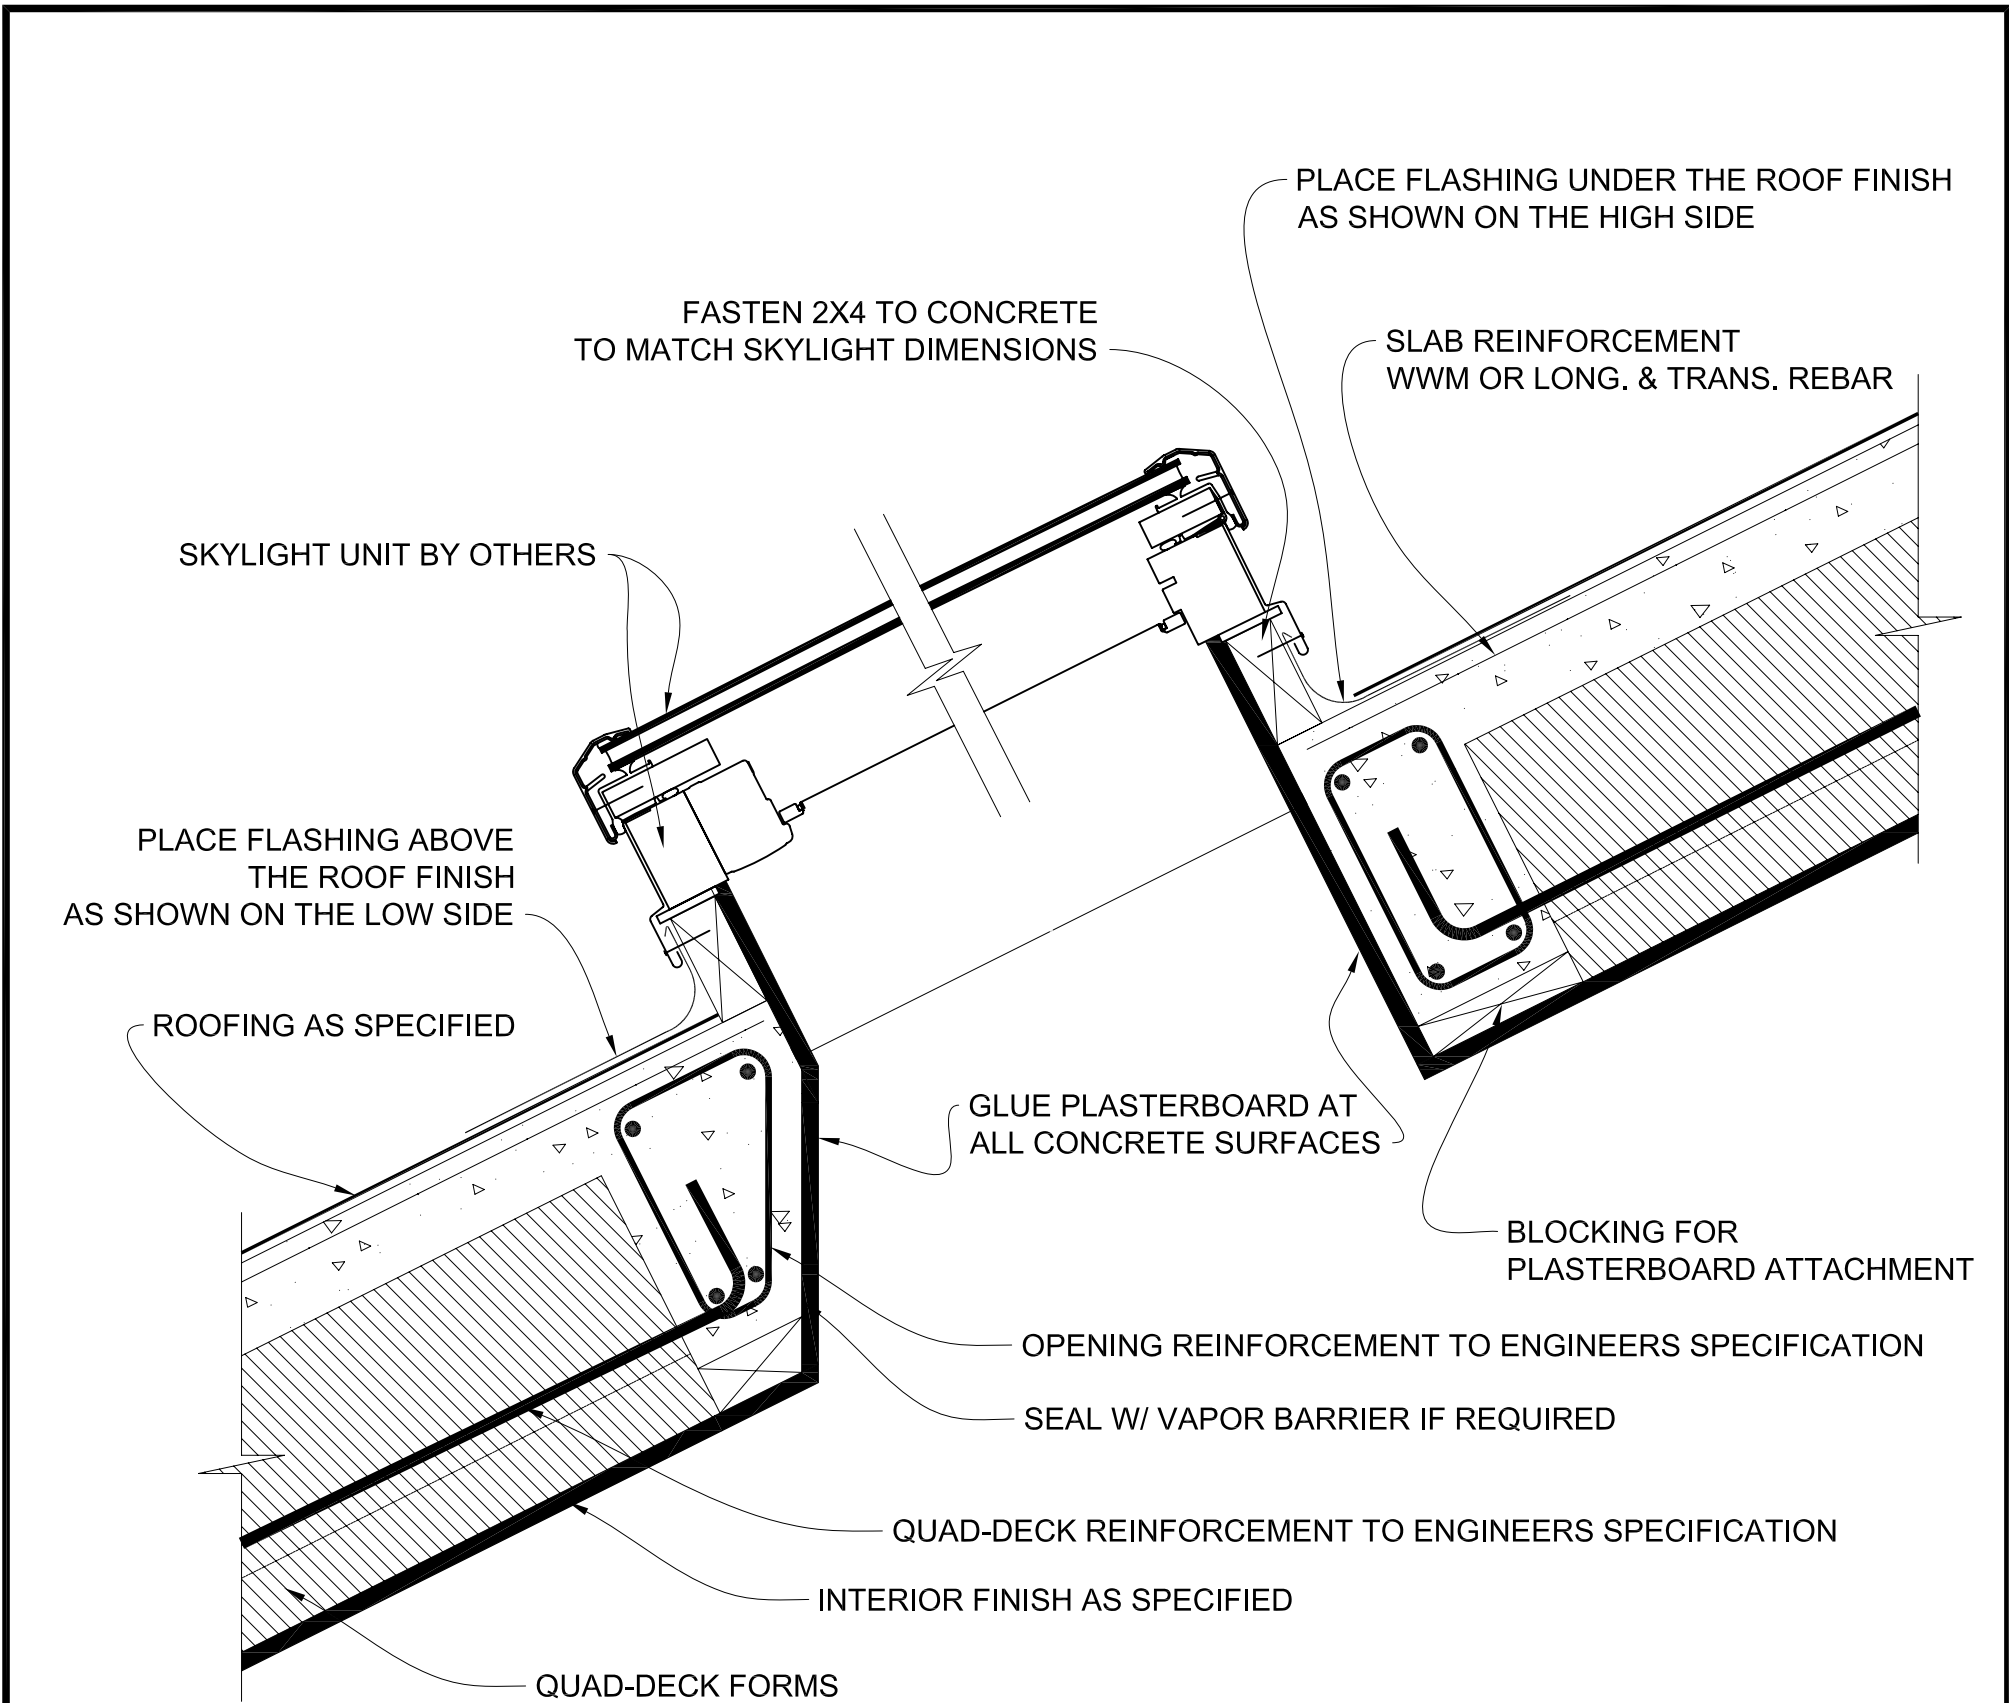 PLACE FLASHING UNDER THE ROOF FINISH
AS SHOWN ON THE HIGH SIDE
FASTEN 2X4 TO CONCRETE
TO MATCH SKYLIGHT DIMENSIONS
SLAB REINFORCEMENT
WWM OR LONG. & TRANS. REBAR
SKYLIGHT UNIT BY OTHERS
PLACE FLASHING ABOVE
THE ROOF FINISH
AS SHOWN ON THE LOW SIDE
ROOFING AS SPECIFIED
GLUE PLASTERBOARD AT
ALL CONCRETE SURFACES
BLOCKING FOR
PLASTERBOARD ATTACHMENT
OPENING REINFORCEMENT TO ENGINEERS SPECIFICATION
SEAL W/ VAPOR BARRIER IF REQUIRED
QUAD-DECK REINFORCEMENT TO ENGINEERS SPECIFICATION
INTERIOR FINISH AS SPECIFIED
QUAD-DECK FORMS